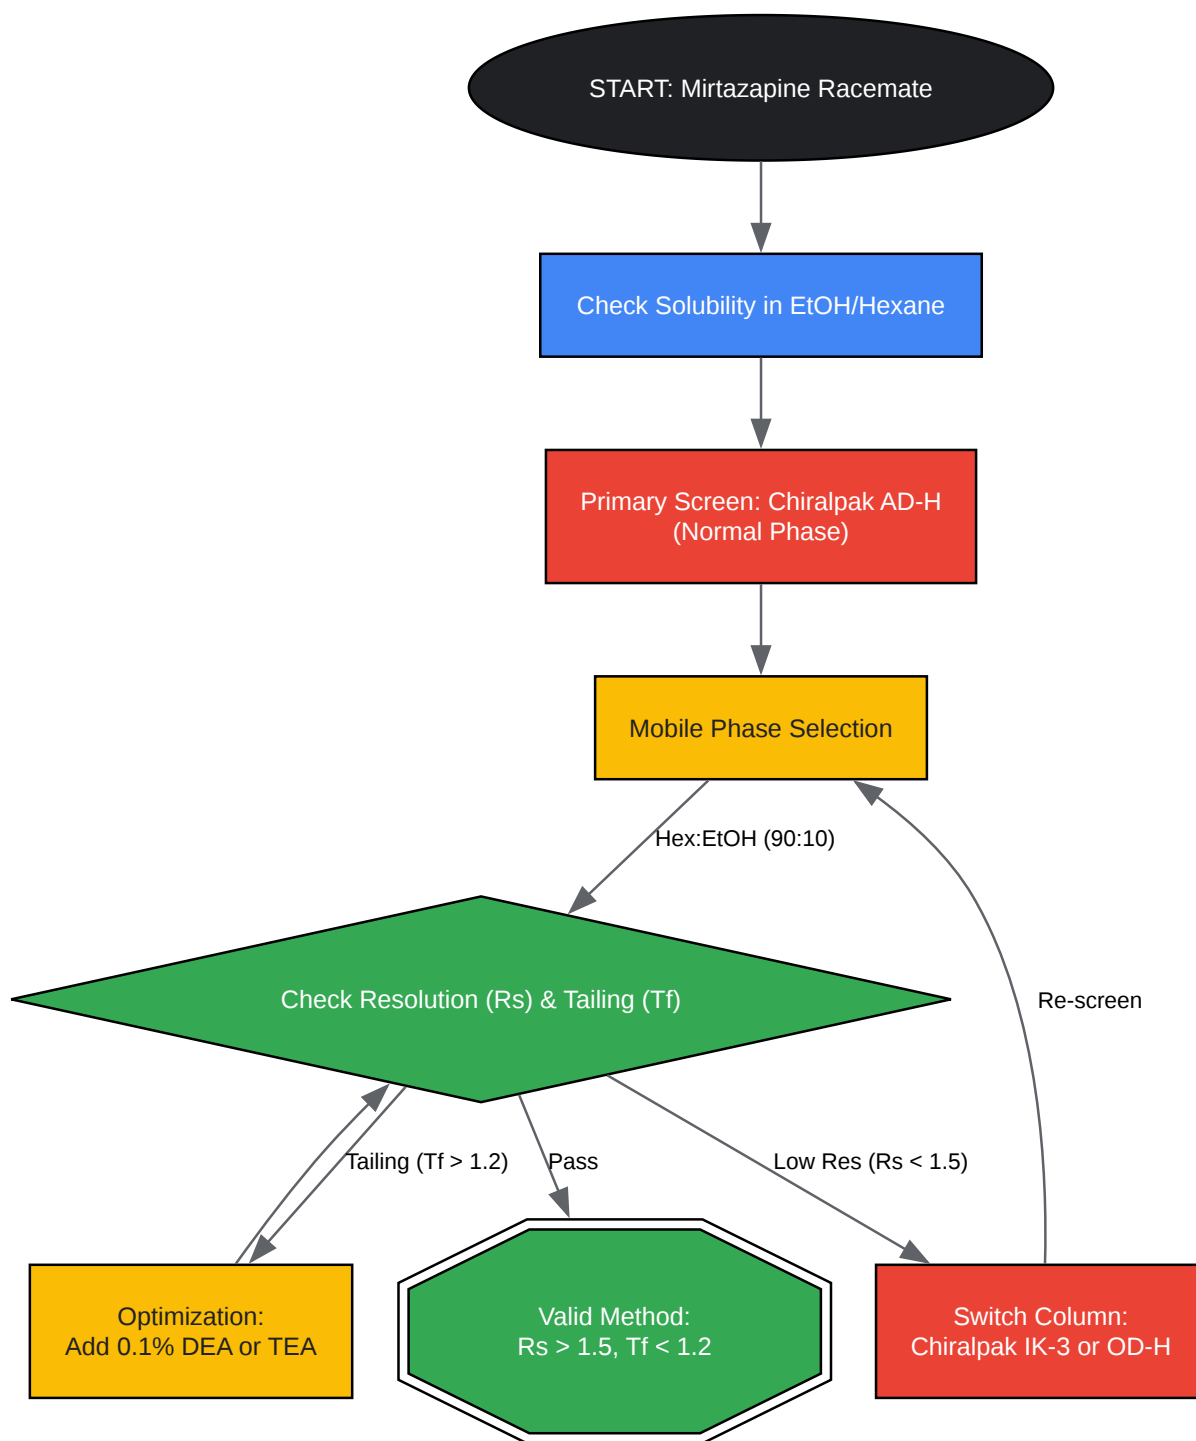 START: Mirtazapine Racemate
Check Solubility in EtOH/Hexane
Primary Screen: Chiralpak AD-H
(Normal Phase)
Mobile Phase Selection
Hex:EtOH (90:10)
Check Resolution (Rs) & Tailing (Tf)
Re-screen
Tailing (Tf > 1.2)
Pass
Low Res (Rs < 1.5)
Optimization:
Add 0.1% DEA or TEA
Valid Method:
Rs > 1.5, Tf < 1.2
Switch Column:
Chiralpak IK-3 or OD-H